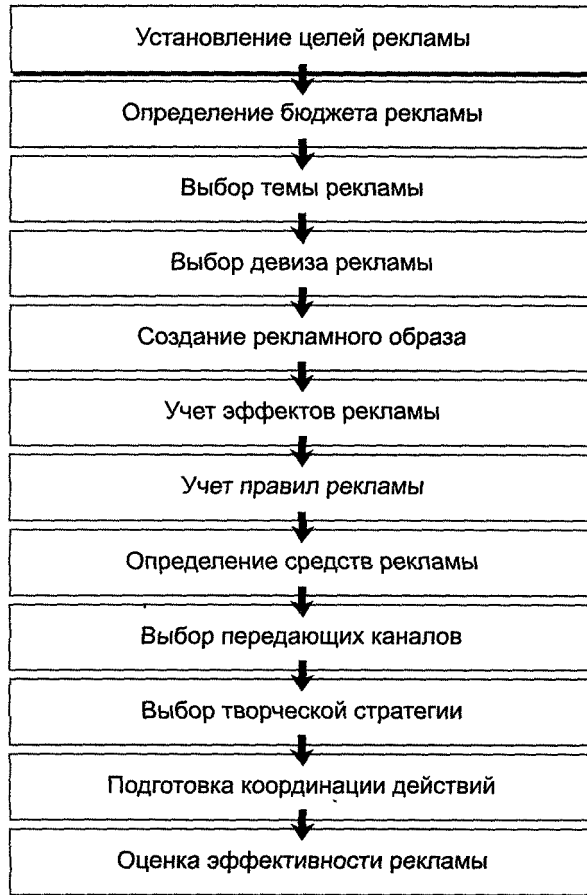 Установление целей рекламы
Определение бюджета рекламы
Выбор темы рекламы
Выбор девиза рекламы
Создание рекламного образа
Учет эффектов рекламы
Учет правил рекламы
Определение средств рекламы
Выбор передающих каналов
Выбор творческой стратегии
Подготовка координации действий
Оценка эффективности рекламы